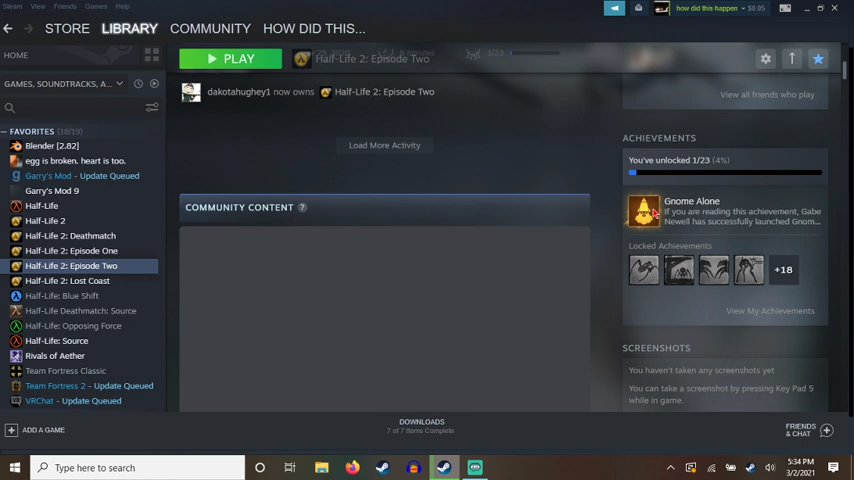 Steam View Friends Games Help
how did this happen $0.05
STORE LIBRARY COMMUNITY HOW DID THIS...
HOME
GAMES, SOUNDTRACKS, A...
FAVORITES (18/19)
Blender [2.82]
egg is broken. heart is too.
Garry's Mod - Update Queued
Garry's Mod 9
Half-Life
Half-Life 2
Half-Life 2: Deathmatch
Half-Life 2: Episode One
Half-Life 2: Episode Two
Half-Life 2: Lost Coast
Half-Life: Blue Shift
Half-Life Deathmatch: Source
Half-Life: Opposing Force
Half-Life: Source
Rivals of Aether
Team Fortress Classic
Team Fortress 2 - Update Queued
VRChat - Update Queued
ADD A GAME
PLAY
Half-Life 2: Episode Two
1/23
dakotahughey1 now owns Half-Life 2: Episode Two
Load More Activity
COMMUNITY CONTENT ?
View all friends who play
ACHIEVEMENTS
You've unlocked 1/23 (4%)
Gnome Alone
If you are reading this achievement, Gabe
Newell has successfully launched Gnom...
Locked Achievements
+18
View My Achievements
SCREENSHOTS
You haven't taken any screenshots yet
You can take a screenshot by pressing Key Pad 5
while in game.
DOWNLOADS
7 of 7 Items Complete
FRIENDS
& CHAT
Type here to search
5:34 PM
3/2/2021